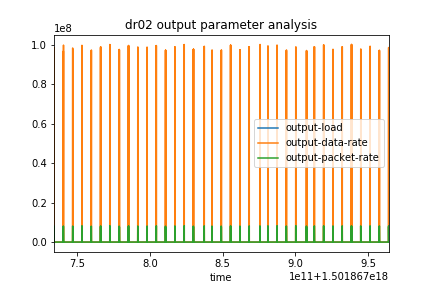 dr02 output parameter analysis
1e8
1.0
0.8
0.6
0.4
0.2
0.0
output-load
output-data-rate
output-packet-rate
7.5 8.0 8.5 9.0 9.5
time
1e11+1.501867e18